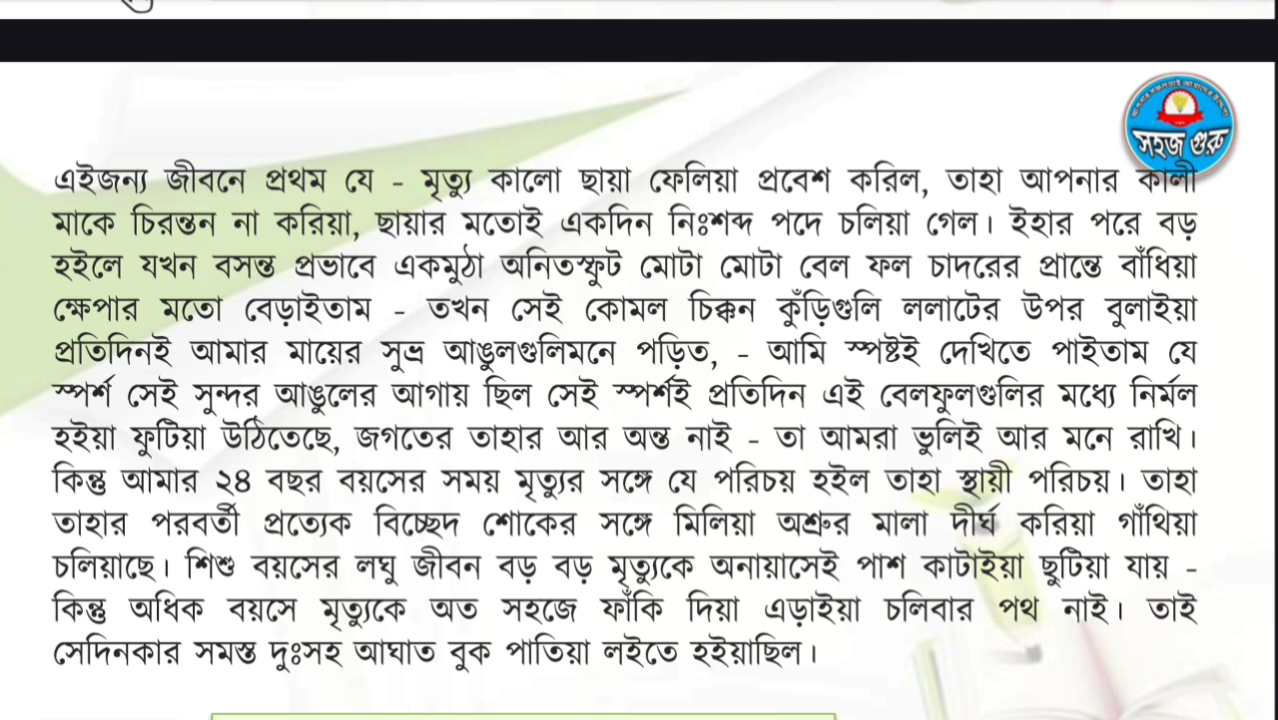 সহজ গুরু
এইজন্য জীবনে প্রথম যে - মৃত্যু কালো ছায়া ফেলিয়া প্রবেশ করিল, তাহা আপনার কালী
মাকে চিরন্তন না করিয়া, ছায়ার মতোই একদিন নিঃশব্দ পদে চলিয়া গেল। ইহার পরে বড়
হইলে যখন বসন্ত প্রভাবে একমুঠা অনিতস্ফুট মোটা মোটা বেল ফল চাদরের প্রান্তে বাঁধিয়া
ক্ষেপার মতো বেড়াইতাম - তখন সেই কোমল চিক্কন কুঁড়িগুলি ললাটের উপর বুলাইয়া
প্রতিদিনই আমার মায়ের সুভ্র আঙুলগুলিমনে পড়িত, - আমি স্পষ্টই দেখিতে পাইতাম যে
স্পর্শ সেই সুন্দর আঙুলের আগায় ছিল সেই স্পর্শই প্রতিদিন এই বেলফুলগুলির মধ্যে নির্মল
হইয়া ফুটিয়া উঠিতেছে, জগতের তাহার আর অন্ত নাই - তা আমরা ভুলিই আর মনে রাখি।
কিন্তু আমার ২৪ বছর বয়সের সময় মৃত্যুর সঙ্গে যে পরিচয় হইল তাহা স্থায়ী পরিচয়। তাহা
তাহার পরবর্তী প্রত্যেক বিচ্ছেদ শোকের সঙ্গে মিলিয়া অশ্রুর মালা দীর্ঘ করিয়া গাঁথিয়া
চলিয়াছে। শিশু বয়সের লঘু জীবন বড় বড় মৃত্যুকে অনায়াসেই পাশ কাটাইয়া ছুটিয়া যায় -
কিন্তু অধিক বয়সে মৃত্যুকে অত সহজে ফাঁকি দিয়া এড়াইয়া চলিবার পথ নাই। তাই
সেদিনকার সমস্ত দুঃসহ আঘাত বুক পাতিয়া লইতে হইয়াছিল।